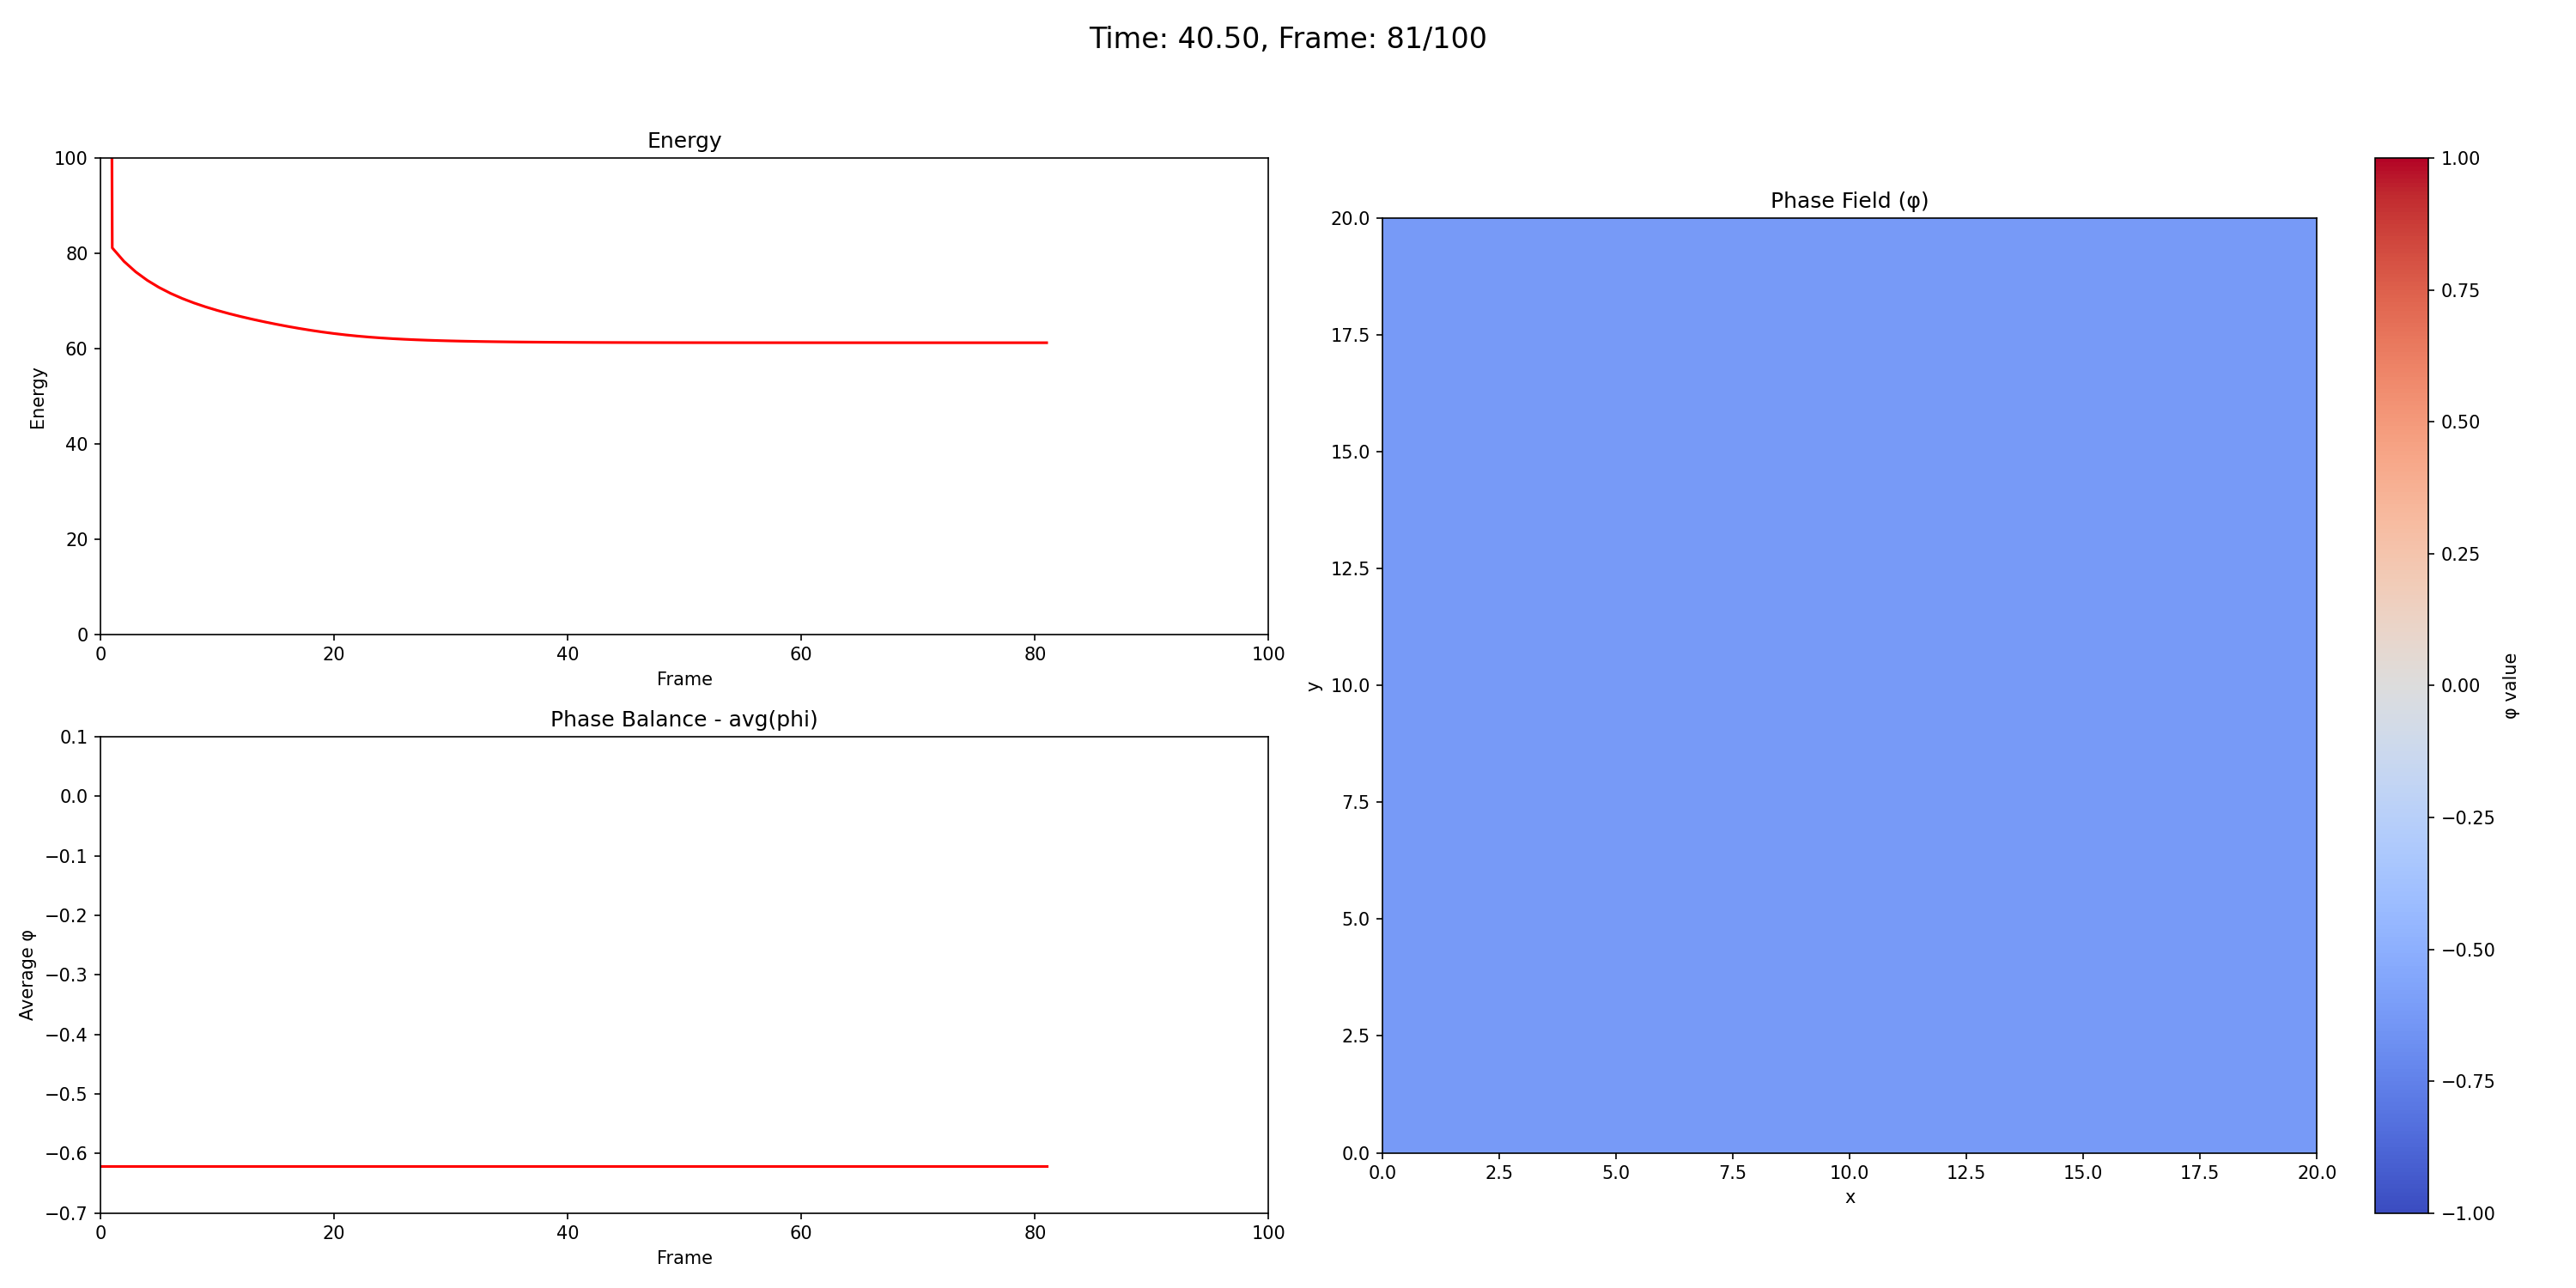 Time: 40.50, Frame: 81/100
Energy
100
80
60
40
20
0
Energy
0 20 40 60 80 100
Frame
Phase Balance - avg(phi)
0.1
0.0
−0.1
−0.2
−0.3
−0.4
−0.5
−0.6
−0.7
Average φ
0 20 40 60 80 100
Frame
Phase Field (φ)
20.0
17.5
15.0
12.5
10.0
7.5
5.0
2.5
0.0
y
0.0 2.5 5.0 7.5 10.0 12.5 15.0 17.5 20.0
x
1.00
0.75
0.50
0.25
0.00
−0.25
−0.50
−0.75
−1.00
φ value